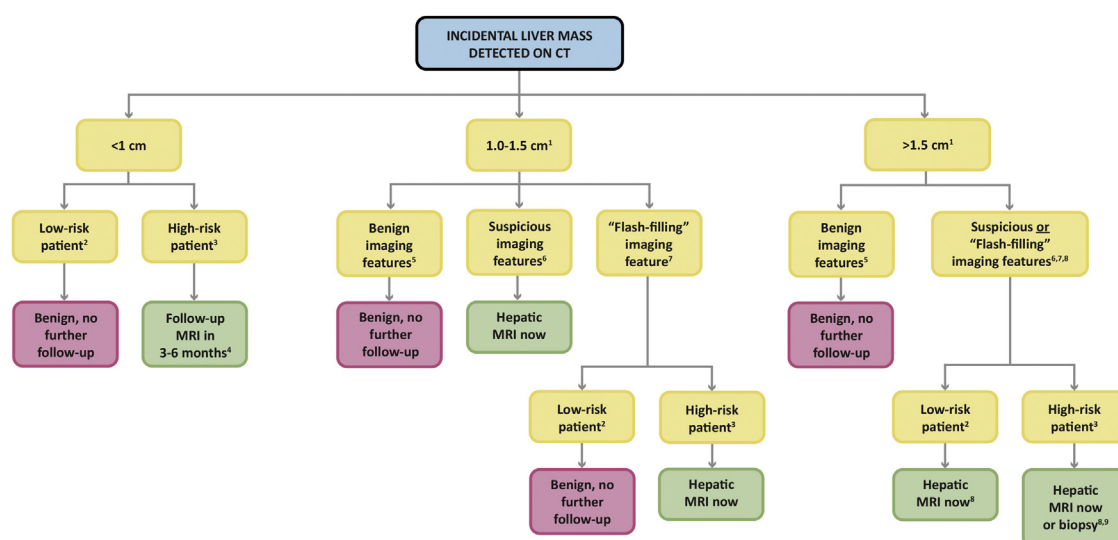 INCIDENTAL LIVER MASS
DETECTED ON CT
<1 cm
1.0-1.5 cm¹
>1.5 cm¹
Low-risk
patient²
High-risk
patient³
Benign
imaging
features⁵
Suspicious
imaging
features⁶
“Flash-filling”
imaging
feature⁷
Benign
imaging
features⁵
Suspicious or
“Flash-filling”
imaging features⁶,⁷,⁸
Benign, no
further
follow-up
Follow-up
MRI in
3-6 months⁴
Benign, no
further
follow-up
Hepatic
MRI now
Benign, no
further
follow-up
Low-risk
patient²
High-risk
patient³
Low-risk
patient²
High-risk
patient³
Benign, no
further
follow-up
Hepatic
MRI now
Hepatic
MRI now⁸
Hepatic
MRI now
or biopsy⁸,⁹